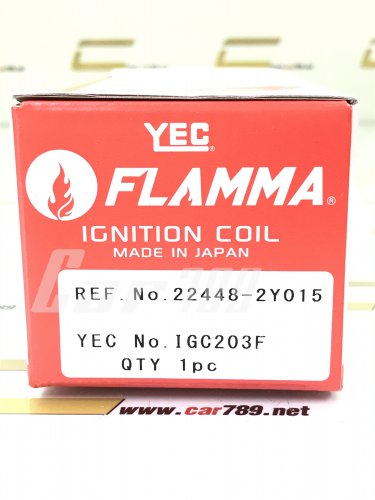 YEC
FLAMMA®
IGNITION COIL
MADE IN JAPAN
REF.No.22448-2Y015
YEC No.IGC203F
QTY 1pc
www.car789.net